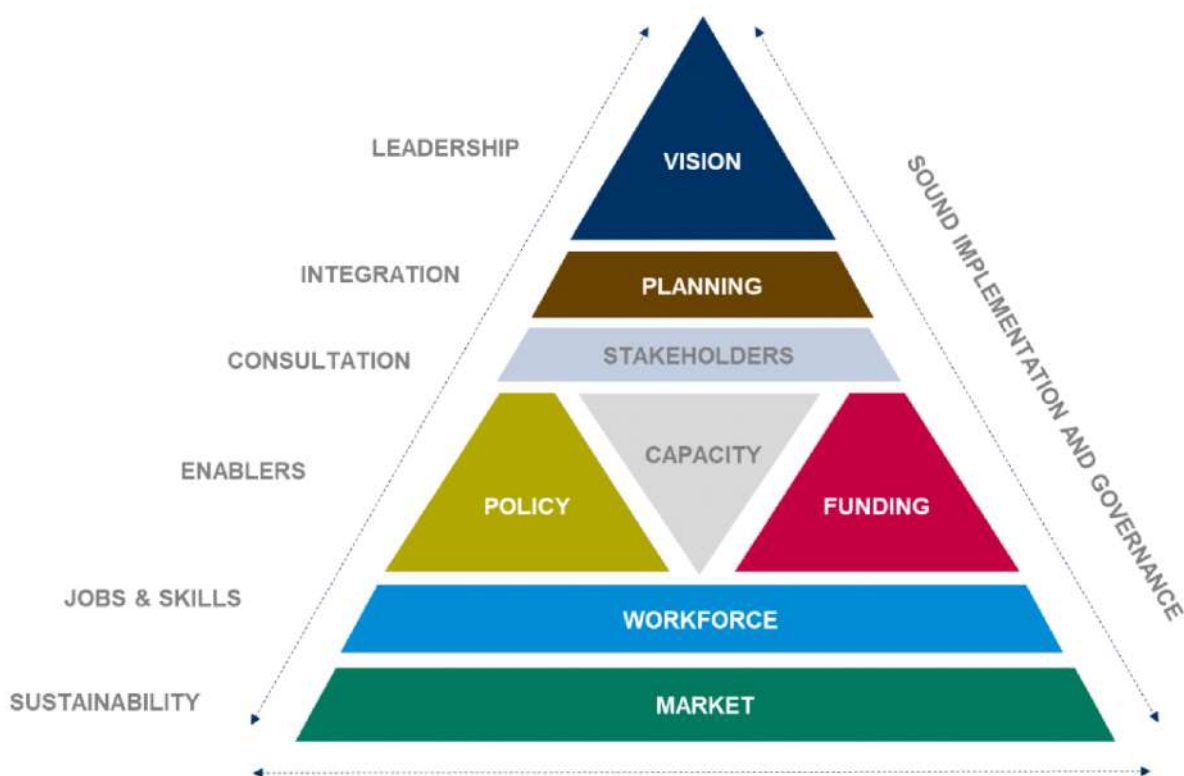 LEADERSHIP
VISION
INTEGRATION
PLANNING
CONSULTATION
STAKEHOLDERS
ENABLERS
CAPACITY
POLICY
FUNDING
JOBS & SKILLS
WORKFORCE
SUSTAINABILITY
MARKET
SOUND IMPLEMENTATION AND GOVERNANCE